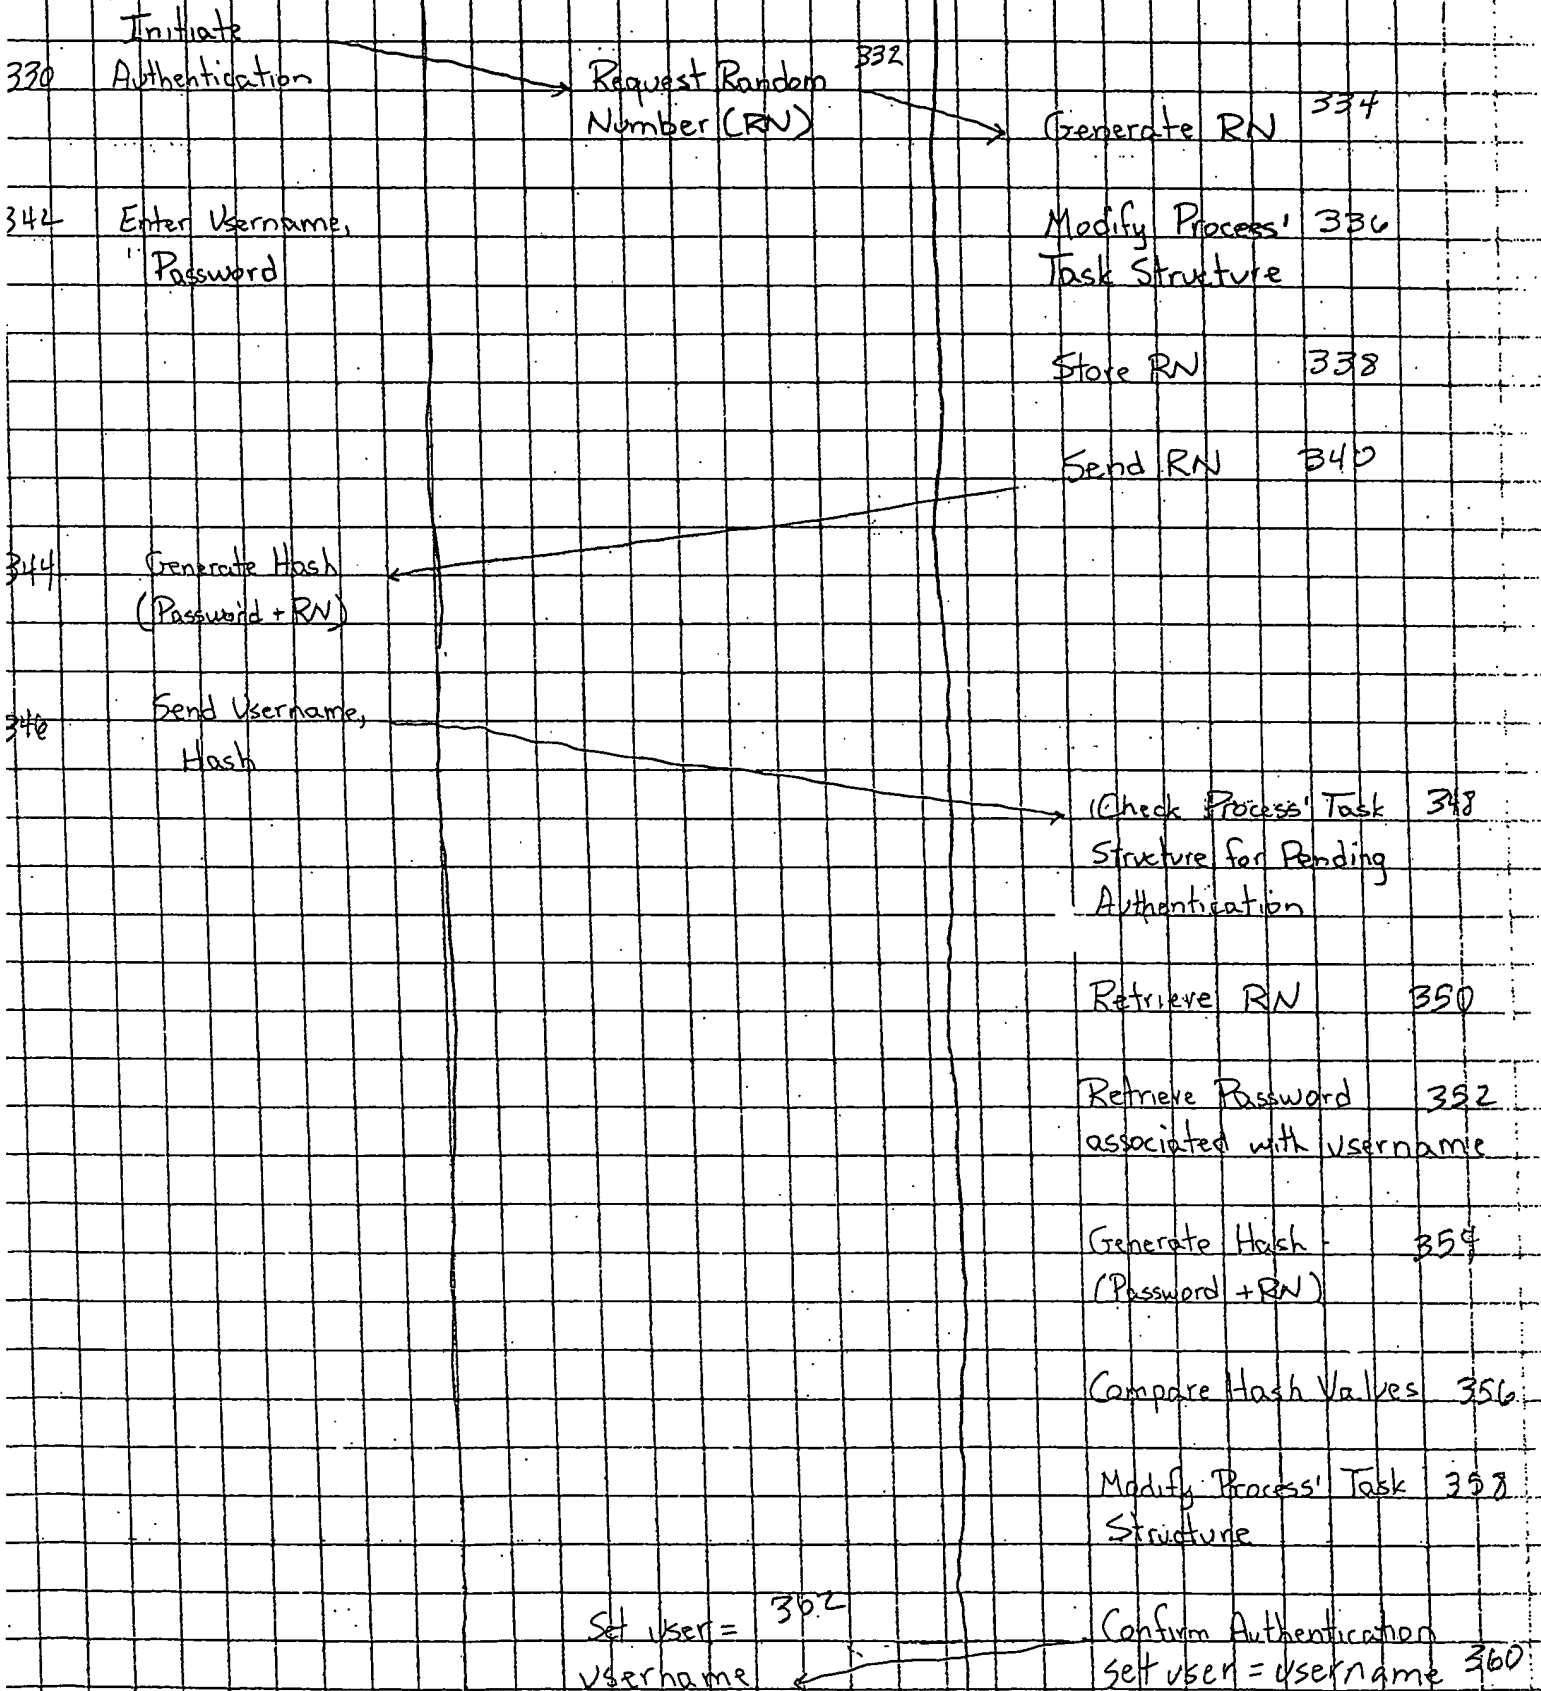 Initiate
330 Authentication
Request Random 332
Number (RN)
Generate RN 334
342 Enter Username,
Password
Modify Process' 336
Task Structure
Store RN 338
Send RN 340
344 Generate Hash
(Password + RN)
346 Send Username,
Hash
Check Process' Task 348
Structure for Pending
Authentication
Retrieve RN 350
Retrieve Password 352
associated with username
Generate Hash 354
(Password + RN)
Compare Hash Values 356
Modify Process' Task 358
Structure
Set user = 362
username
Confirm Authentication
set user = username 360